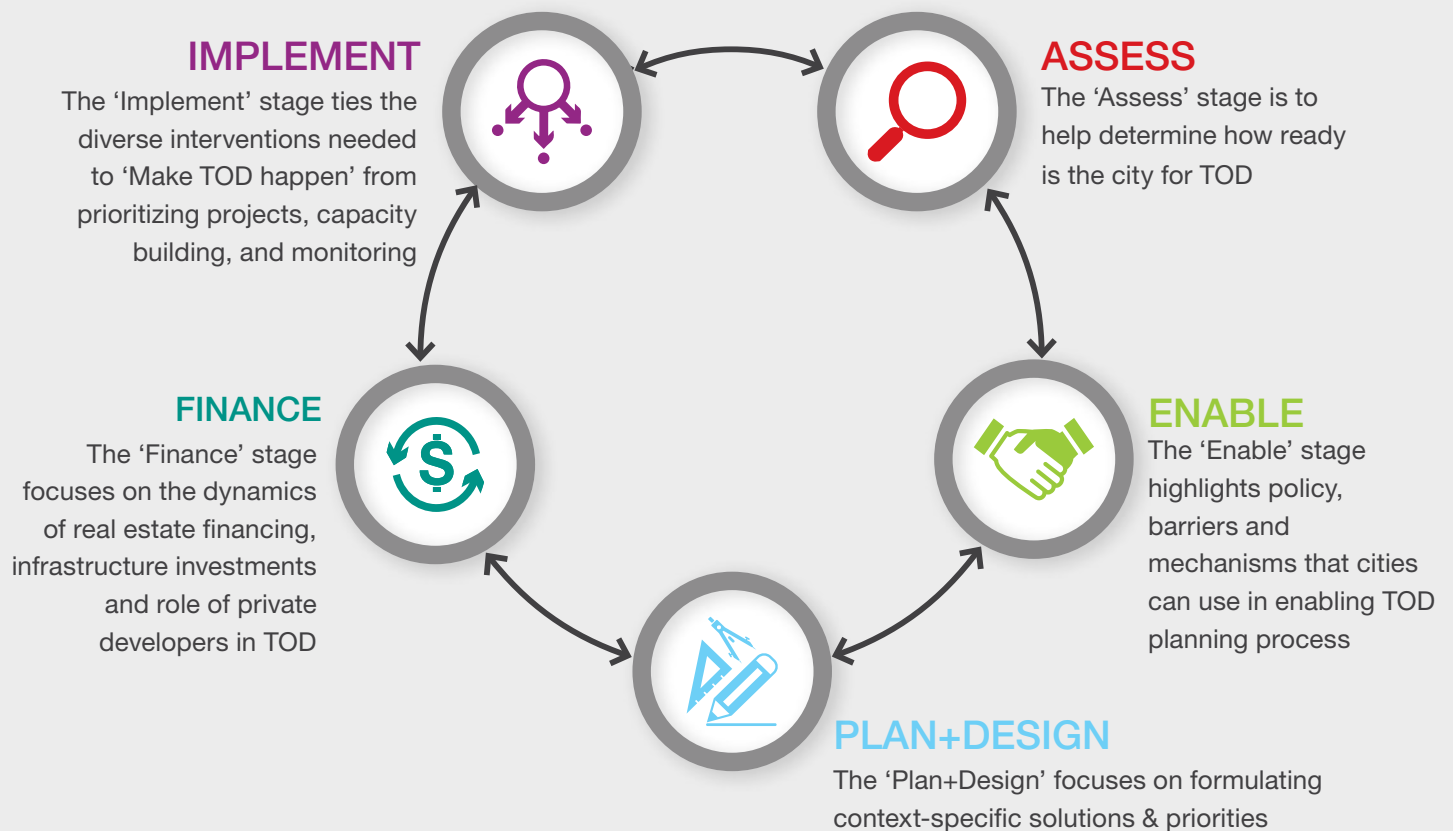 IMPLEMENT
The ‘Implement’ stage ties the
diverse interventions needed
to ‘Make TOD happen’ from
prioritizing projects, capacity
building, and monitoring
ASSESS
The ‘Assess’ stage is to
help determine how ready
is the city for TOD
FINANCE
The ‘Finance’ stage
focuses on the dynamics
of real estate financing,
infrastructure investments
and role of private
developers in TOD
$
ENABLE
The ‘Enable’ stage
highlights policy,
barriers and
mechanisms that cities
can use in enabling TOD
planning process
PLAN+DESIGN
The ‘Plan+Design’ focuses on formulating
context-specific solutions & priorities